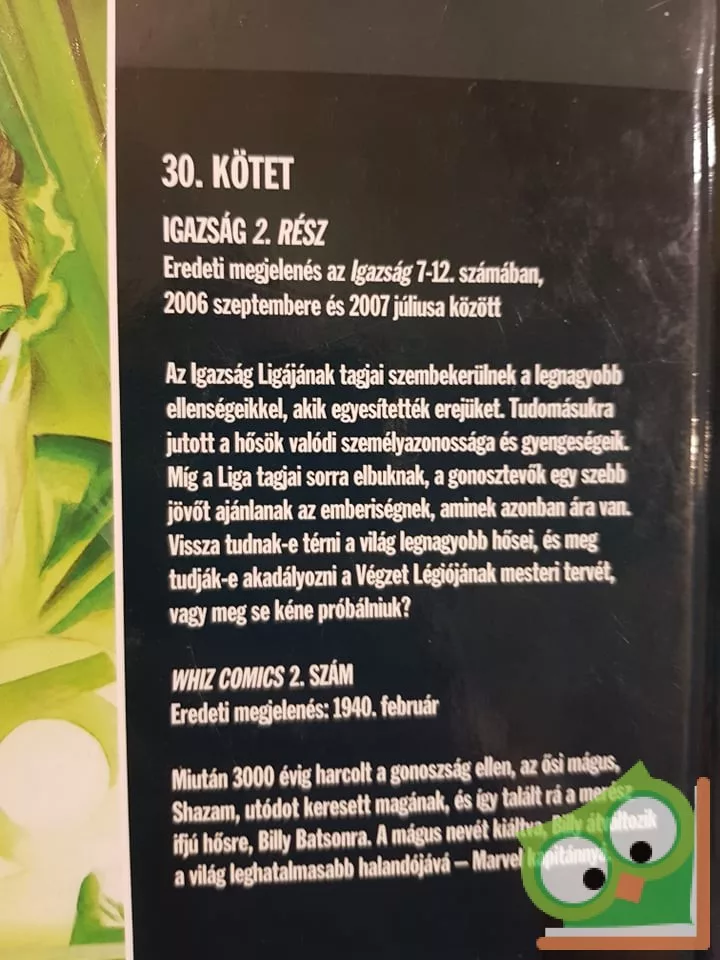 30. KÖTET
IGAZSÁG 2. RÉSZ
Eredeti megjelenés az Igazság 7-12. számában,
2006 szeptembere és 2007 júliusa között
Az Igazság Ligájának tagjai szembekerülnek a legnagyobb
ellenségeikkel, akik egyesítették erejüket. Tudomásukra
jutott a hősök valódi személyazonossága és gyengeségeik.
Míg a Liga tagjai sorra elbuknak, a gonosztevők egy szebb
jövőt ajánlanak az emberiségnek, aminek azonban ára van.
Vissza tudnak-e térni a világ legnagyobb hősei, és meg
tudják-e akadályozni a Végzet Légiójának mesteri tervét,
vagy meg se kéne próbálniuk?
WHIZ COMICS 2. SZÁM
Eredeti megjelenés: 1940. február
Miután 3000 évig harcolt a gonoszság ellen, az ősi mágus,
Shazam, utódot keresett magának, és így talált rá a merész
ifjú hősre, Billy Batsonra. A mágus nevét kiáltva, Billy átváltozik
a világ leghatalmasabb halandójává – Marvel kapitánnyá.